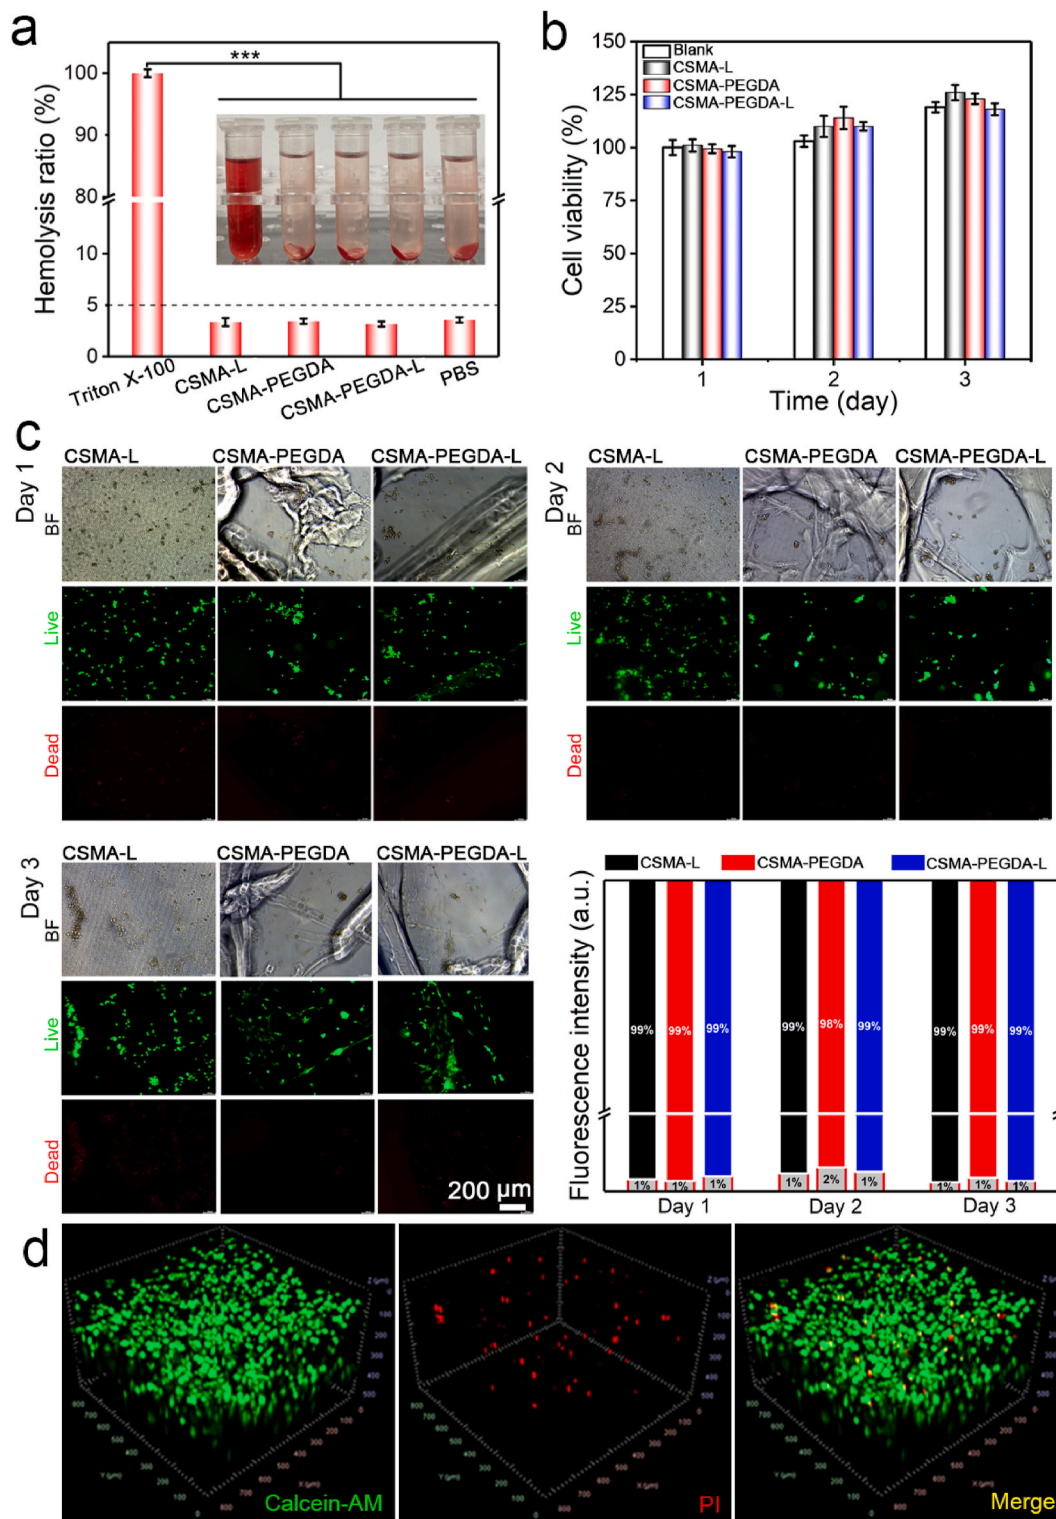 a
Hemolysis ratio (%)
100
90
80
10
5
0
***
Triton X-100
CSMA-L
CSMA-PEGDA
CSMA-PEGDA-L
PBS
b
Cell viability (%)
150
125
100
75
50
25
0
Blank
CSMA-L
CSMA-PEGDA
CSMA-PEGDA-L
1 2 3
Time (day)
c
Day 1
CSMA-L CSMA-PEGDA CSMA-PEGDA-L
BF
Live
Dead
Day 2
CSMA-L CSMA-PEGDA CSMA-PEGDA-L
BF
Live
Dead
Day 3
CSMA-L CSMA-PEGDA CSMA-PEGDA-L
BF
Live
Dead
200 μm
CSMA-L CSMA-PEGDA CSMA-PEGDA-L
Fluorescence intensity (a.u.)
99% 99% 99% 99% 98% 99% 99% 99% 99%
1% 1% 1% 1% 2% 1% 1% 1% 1%
Day 1 Day 2 Day 3
d
Calcein-AM
PI
Merge